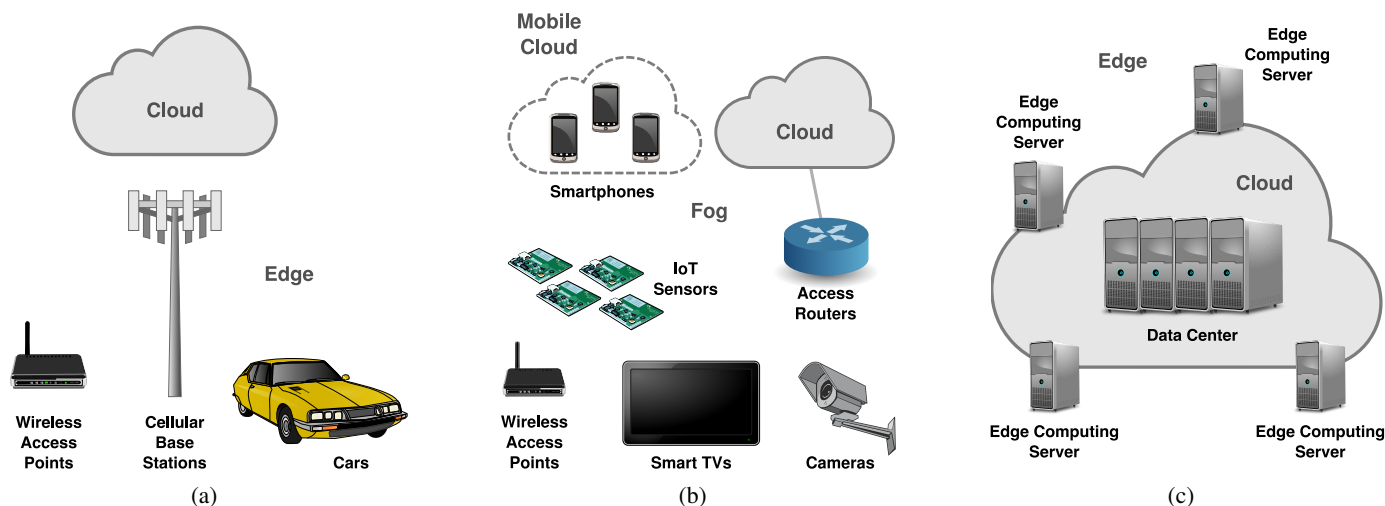 Cloud
Edge
Wireless
Access
Points
Cellular
Base
Stations
Cars
(a)
Mobile
Cloud
Smartphones
Cloud
Fog
IoT
Sensors
Access
Routers
Wireless
Access
Points
Smart TVs
Cameras
(b)
Edge
Edge
Computing
Server
Edge
Computing
Server
Cloud
Data Center
Edge Computing
Server
Edge Computing
Server
(c)